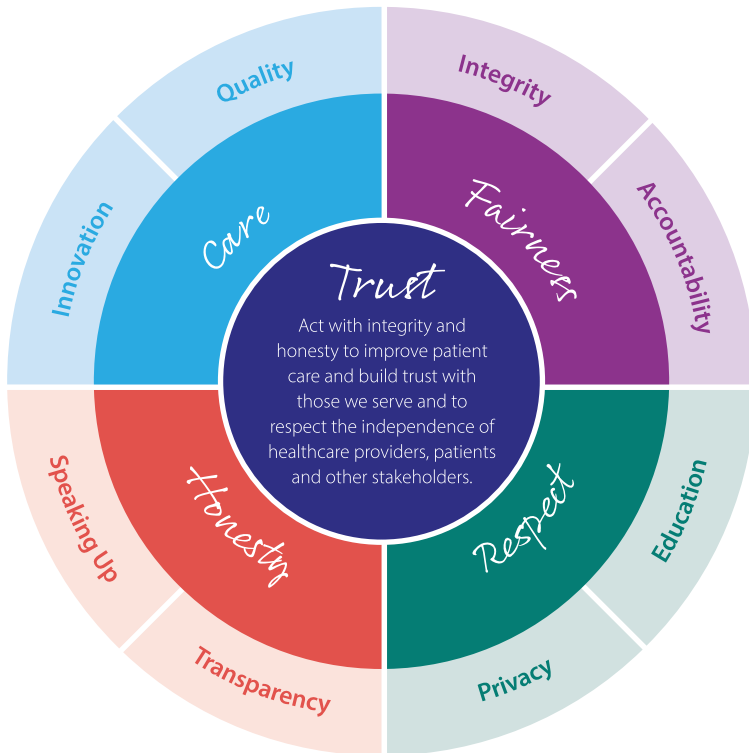 Quality
Integrity
Innovation
Accountability
Care
Fairness
Trust
Act with integrity and
honesty to improve patient
care and build trust with
those we serve and to
respect the independence of
healthcare providers, patients
and other stakeholders.
Honesty
Respect
Speaking Up
Education
Transparency
Privacy